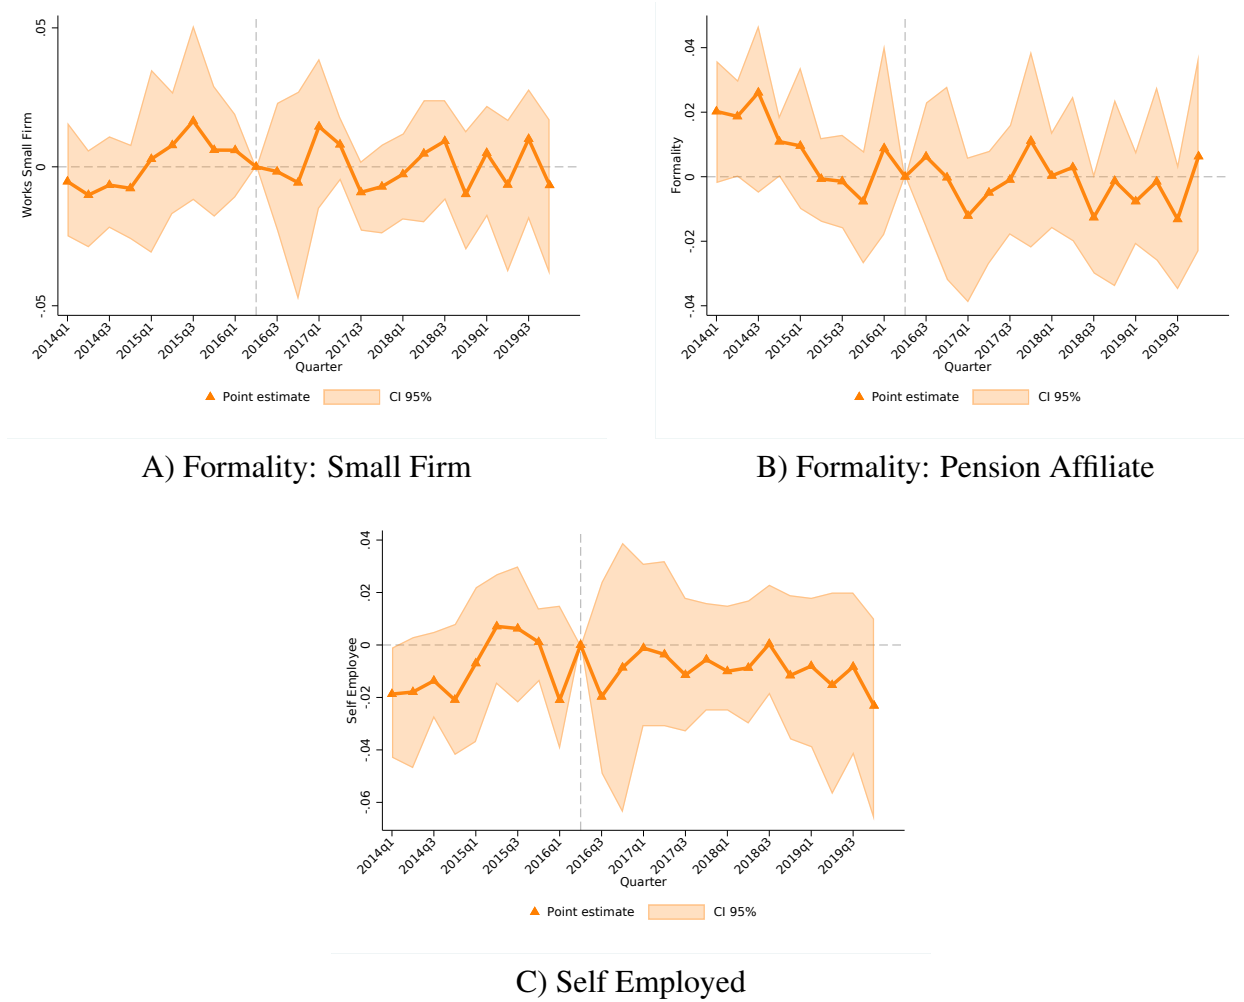 .05
0
-.05
Works Small Firm
2014q1 2014q3 2015q1 2015q3 2016q1 2016q3 2017q1 2017q3 2018q1 2018q3 2019q1 2019q3
Quarter
Point estimate CI 95%
A) Formality: Small Firm
.04
.02
0
-.02
-.04
Formality
2014q1 2014q3 2015q1 2015q3 2016q1 2016q3 2017q1 2017q3 2018q1 2018q3 2019q1 2019q3
Quarter
Point estimate CI 95%
B) Formality: Pension Affiliate
.04
.02
0
-.02
-.04
-.06
Self Employee
2014q1 2014q3 2015q1 2015q3 2016q1 2016q3 2017q1 2017q3 2018q1 2018q3 2019q1 2019q3
Quarter
Point estimate CI 95%
C) Self Employed